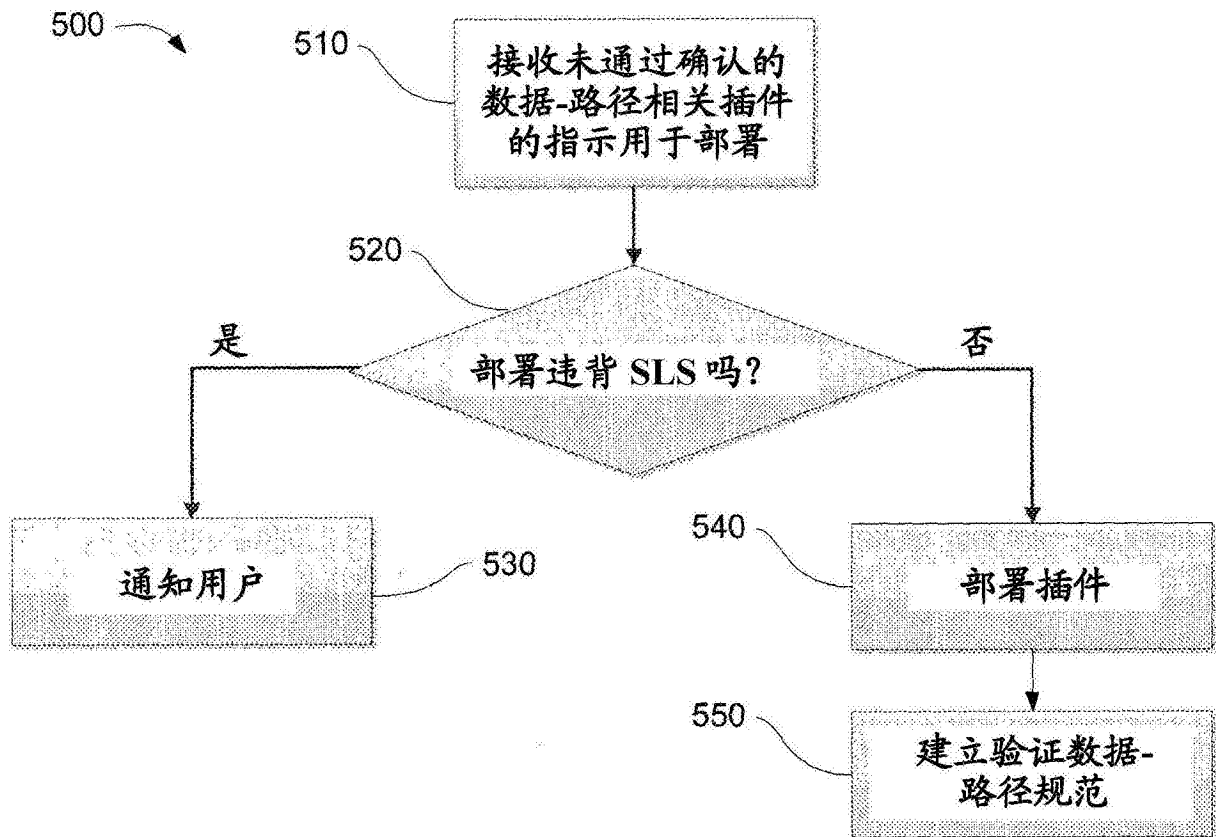 500
510
接收未通过确认的
数据-路径相关插件
的指示用于部署
520
是
否
部署违背 SLS 吗?
通知用户
530
540
部署插件
550
建立验证数据-
路径规范